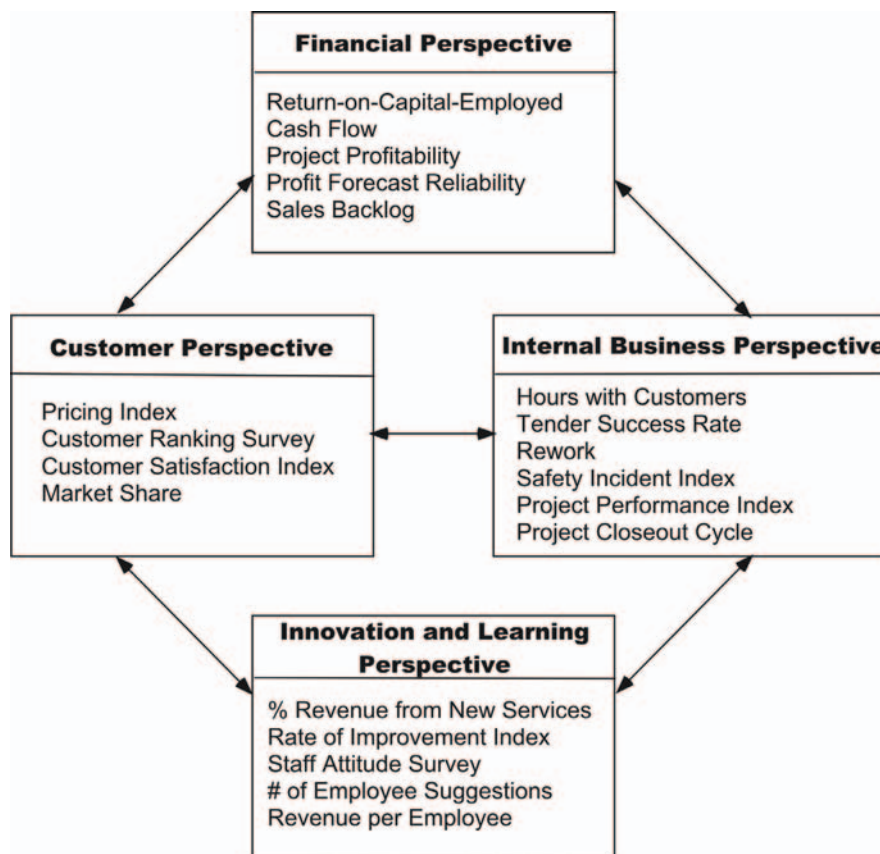 Financial Perspective
Return-on-Capital-Employed
Cash Flow
Project Profitability
Profit Forecast Reliability
Sales Backlog
Customer Perspective
Pricing Index
Customer Ranking Survey
Customer Satisfaction Index
Market Share
Internal Business Perspective
Hours with Customers
Tender Success Rate
Rework
Safety Incident Index
Project Performance Index
Project Closeout Cycle
Innovation and Learning
Perspective
% Revenue from New Services
Rate of Improvement Index
Staff Attitude Survey
# of Employee Suggestions
Revenue per Employee